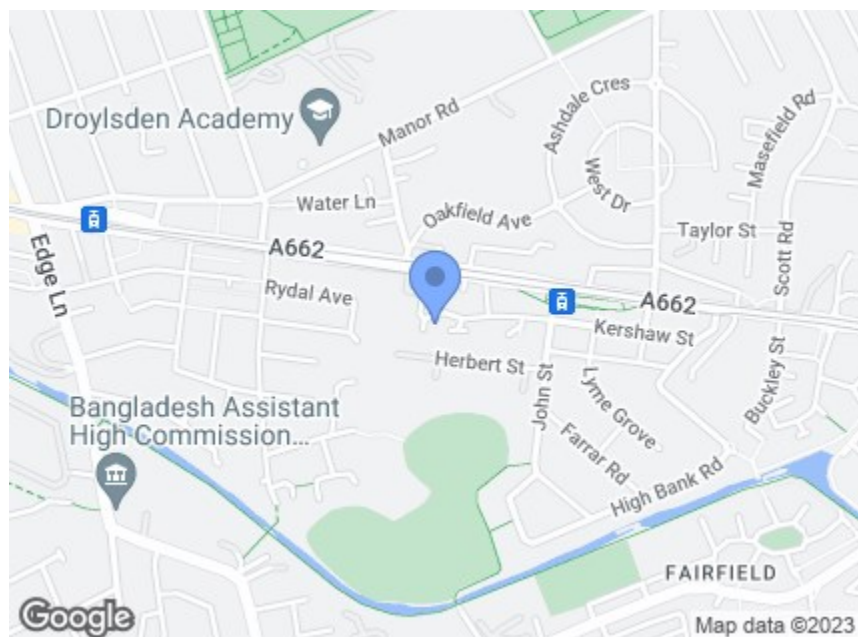 Droylsden Academy
Manor Rd
Ashdale Cres
Masefield Rd
West Dr
Water Ln
Oakfield Ave
Taylor St
Scott Rd
Edge Ln
A662
Rydal Ave
A662
Kershaw St
Herbert St
John St
Lyme Grove
Buckley St
Bangladesh Assistant
High Commission...
Farrar Rd
High Bank Rd
FAIRFIELD
Google
Map data ©2023